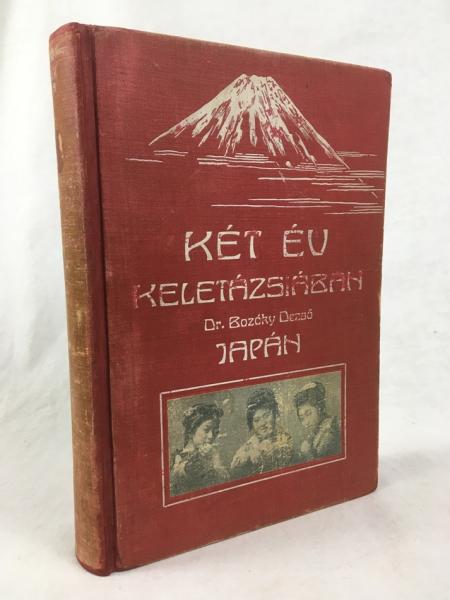 KÉT ÉV
KELETÁZSIÁBAN
Dr. Bozóky Dezső
JAPÁN